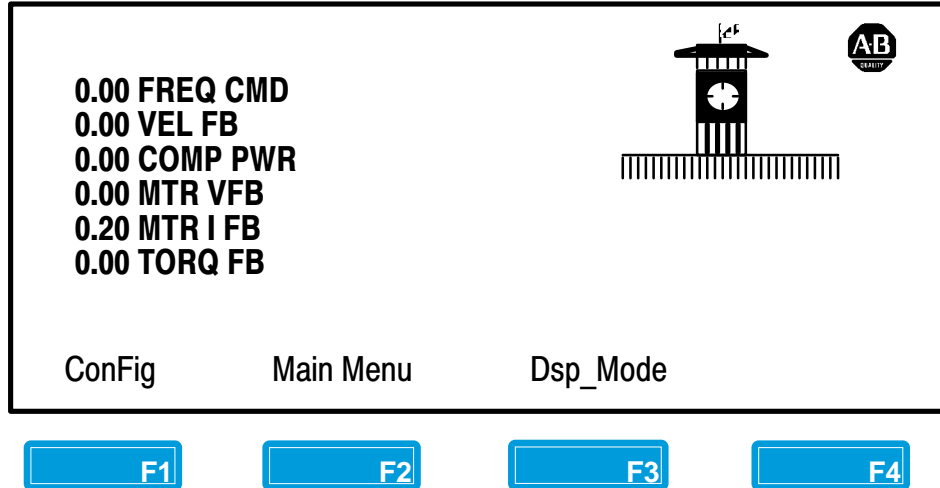 0.00 FREQ CMD
0.00 VEL FB
0.00 COMP PWR
0.00 MTR VFB
0.20 MTR I FB
0.00 TORQ FB
A·B
QUALITY
ConFig Main Menu Dsp_Mode
F1 F2 F3 F4